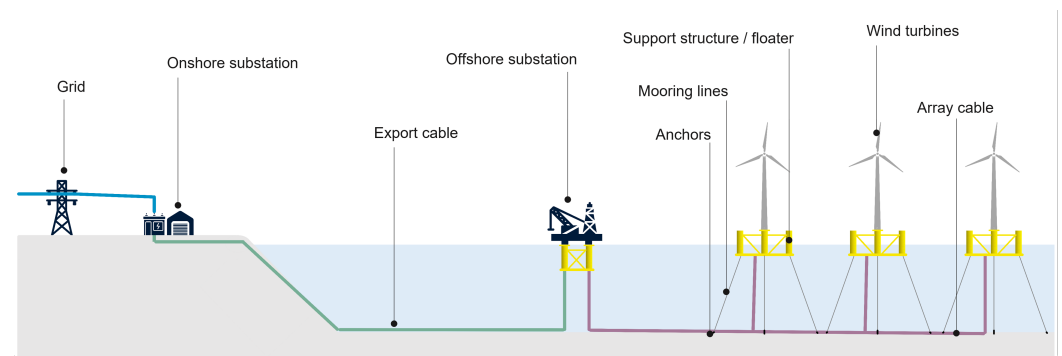 Wind turbines
Support structure / floater
Offshore substation
Onshore substation
Grid
Mooring lines
Array cable
Export cable
Anchors